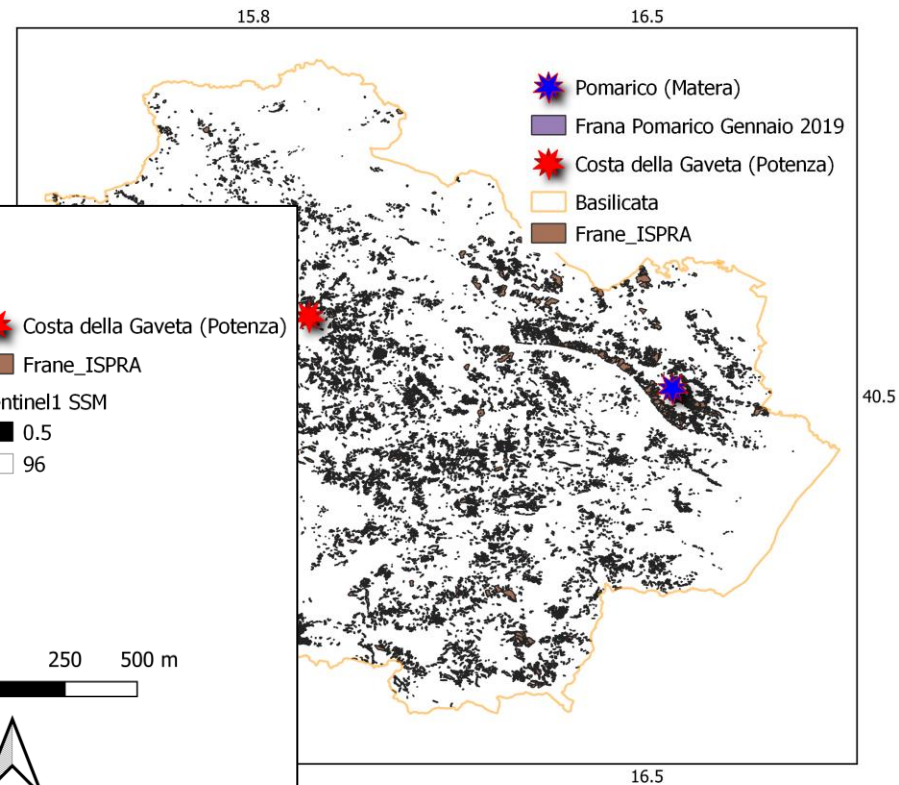 15.8 16.5
Pomarico (Matera)
Frana Pomarico Gennaio 2019
Costa della Gaveta (Potenza)
Basilicata
Frane_ISPRA
Costa della Gaveta (Potenza)
Frane_ISPRA
entinel1 SSM
0.5
96
40.5
250 500 m
16.5